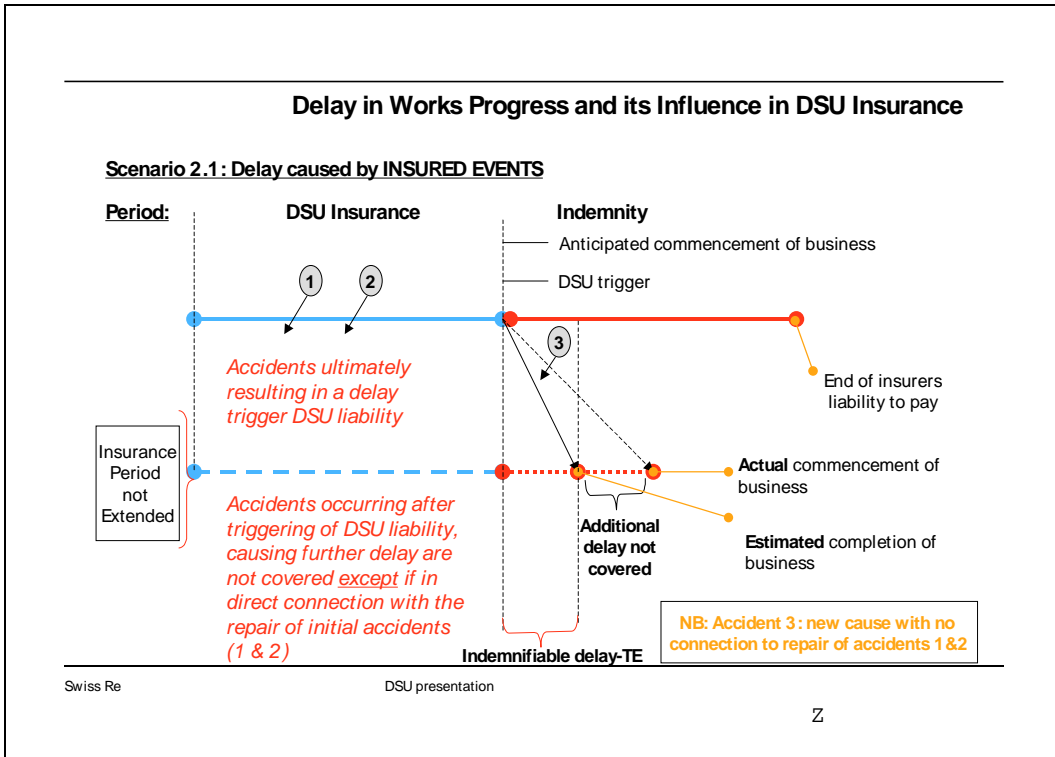 Delay in Works Progress and its Influence in DSU Insurance
Scenario 2.1: Delay caused by INSURED EVENTS
Period:
DSU Insurance
Indemnity
Anticipated commencement of business
DSU trigger
1
2
3
Accidents ultimately
resulting in a delay
trigger DSU liability
End of insurers
liability to pay
Insurance
Period
not
Extended
Actual commencement of
business
Accidents occurring after
triggering of DSU liability,
causing further delay are
not covered except if in
direct connection with the
repair of initial accidents
(1 & 2)
Additional
delay not
covered
Estimated completion of
business
Indemnifiable delay-TE
NB: Accident 3: new cause with no
connection to repair of accidents 1&2
Swiss Re
DSU presentation
Z